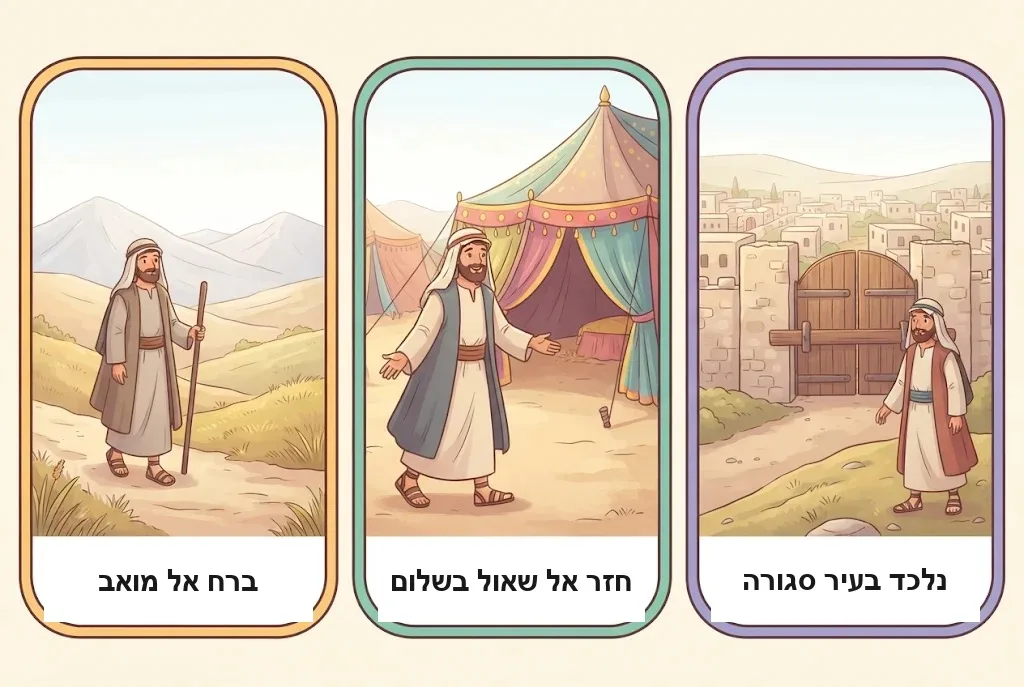 נלכד בעיר סגורה
חזר אל שאול בשלום
ברח אל מואב